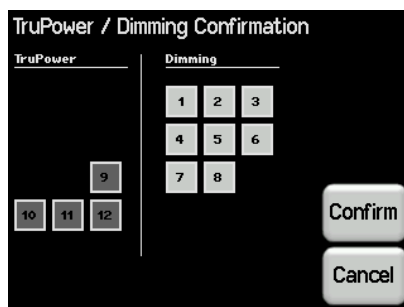 TruPower / Dimming Confirmation
TruPower
Dimming
1 2 3
4 5 6
9
7 8
10 11 12
Confirm
Cancel